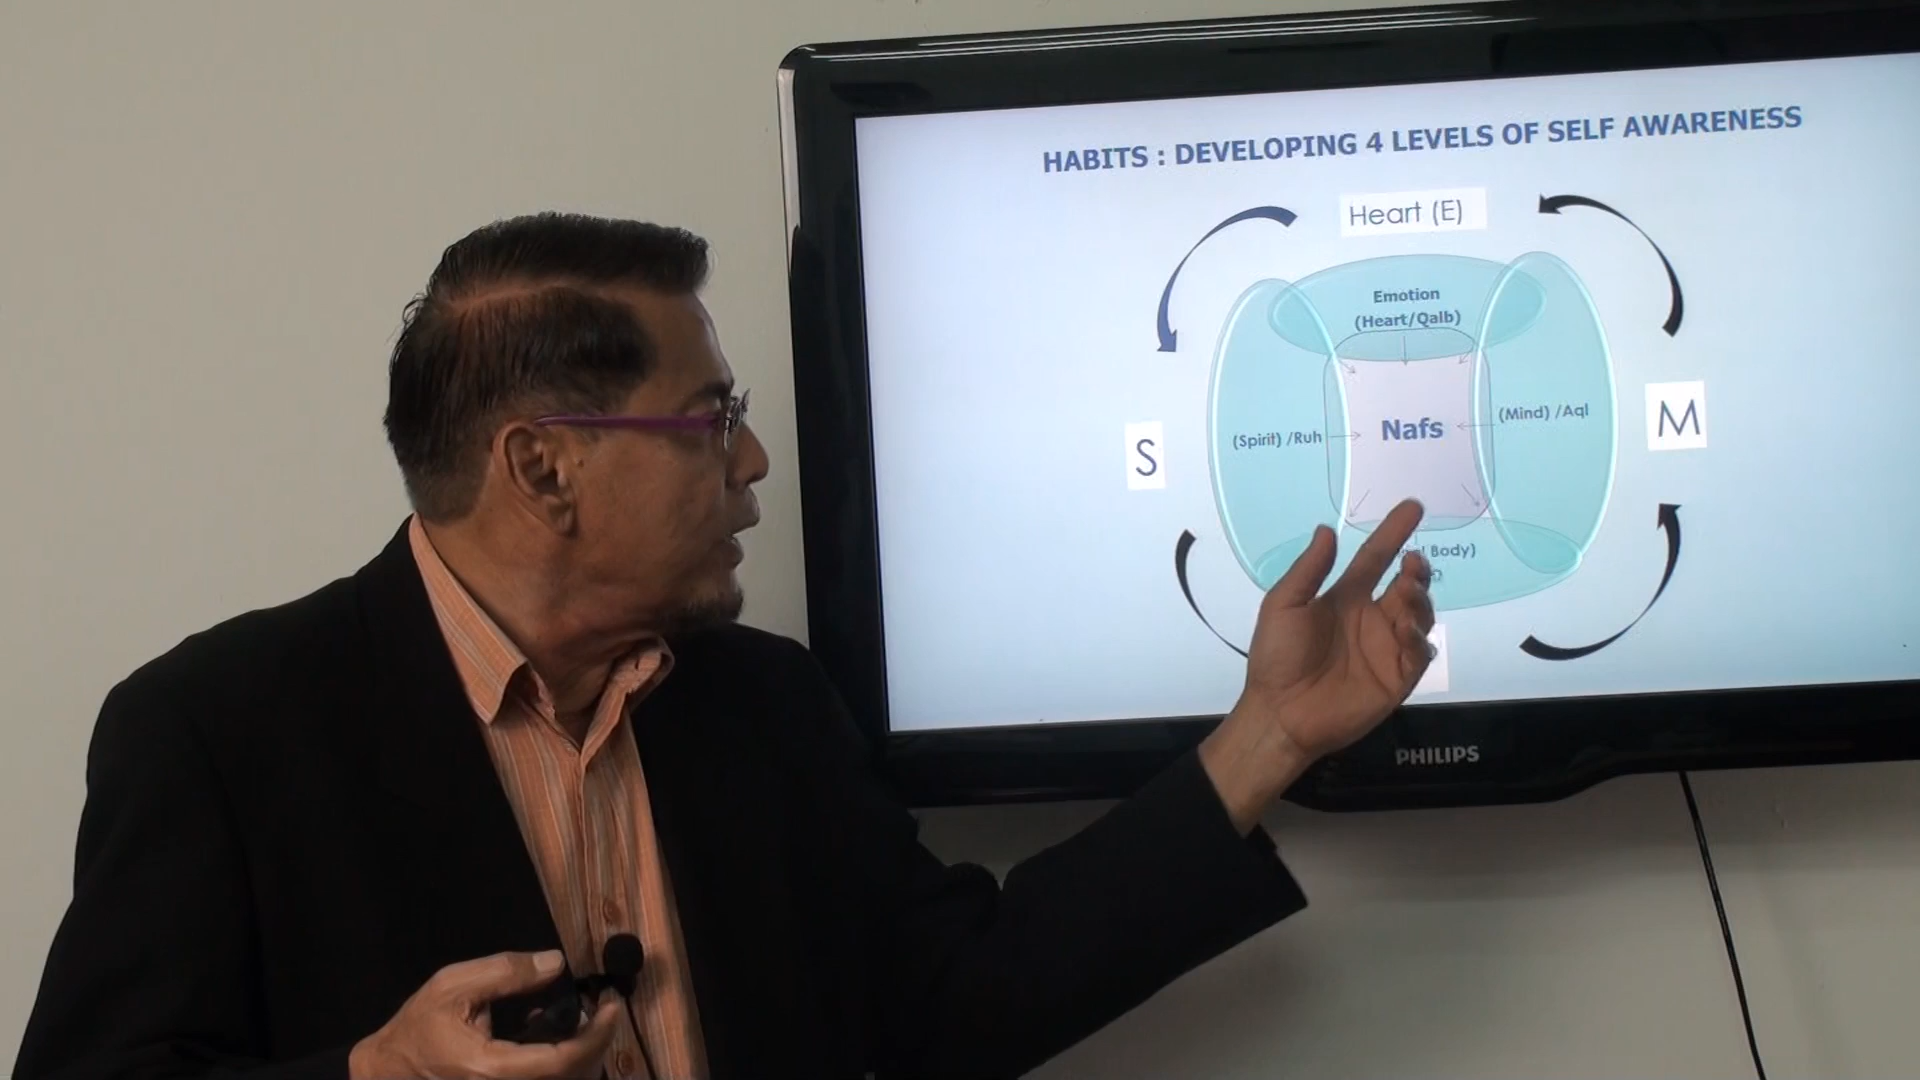 HABITS : DEVELOPING 4 LEVELS OF SELF AWARENESS
Heart (E)
Emotion
(Heart/Qalb)
S
(Spirit) /Ruh
Nafs
(Mind) /Aql
M
Body)
PHILIPS